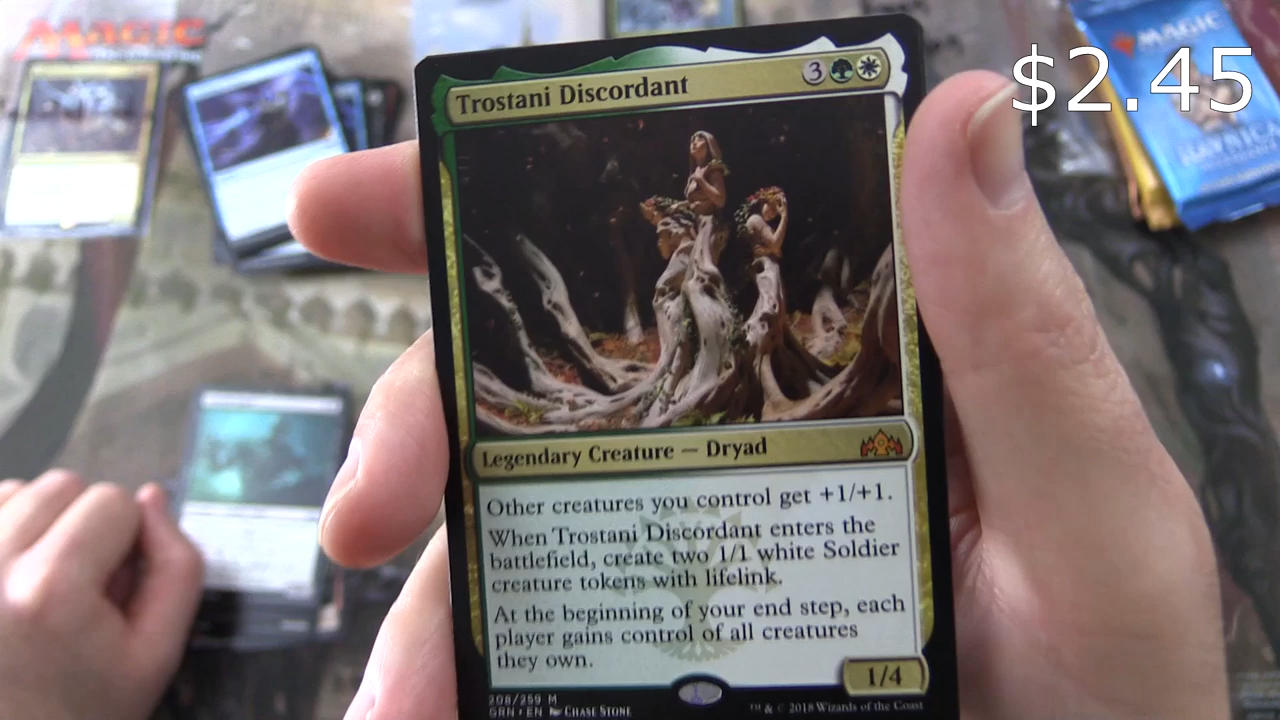 MAGIC
$2.45
MAGIC
RAVNICA
Trostani Discordant
3
Legendary Creature — Dryad
Other creatures you control get +1/+1.
When Trostani Discordant enters the
battlefield, create two 1/1 white Soldier
creature tokens with lifelink.
At the beginning of your end step, each
player gains control of all creatures
they own.
1/4
208/259 M
GRN • EN Chase Stone
™ & © 2018 Wizards of the Coast